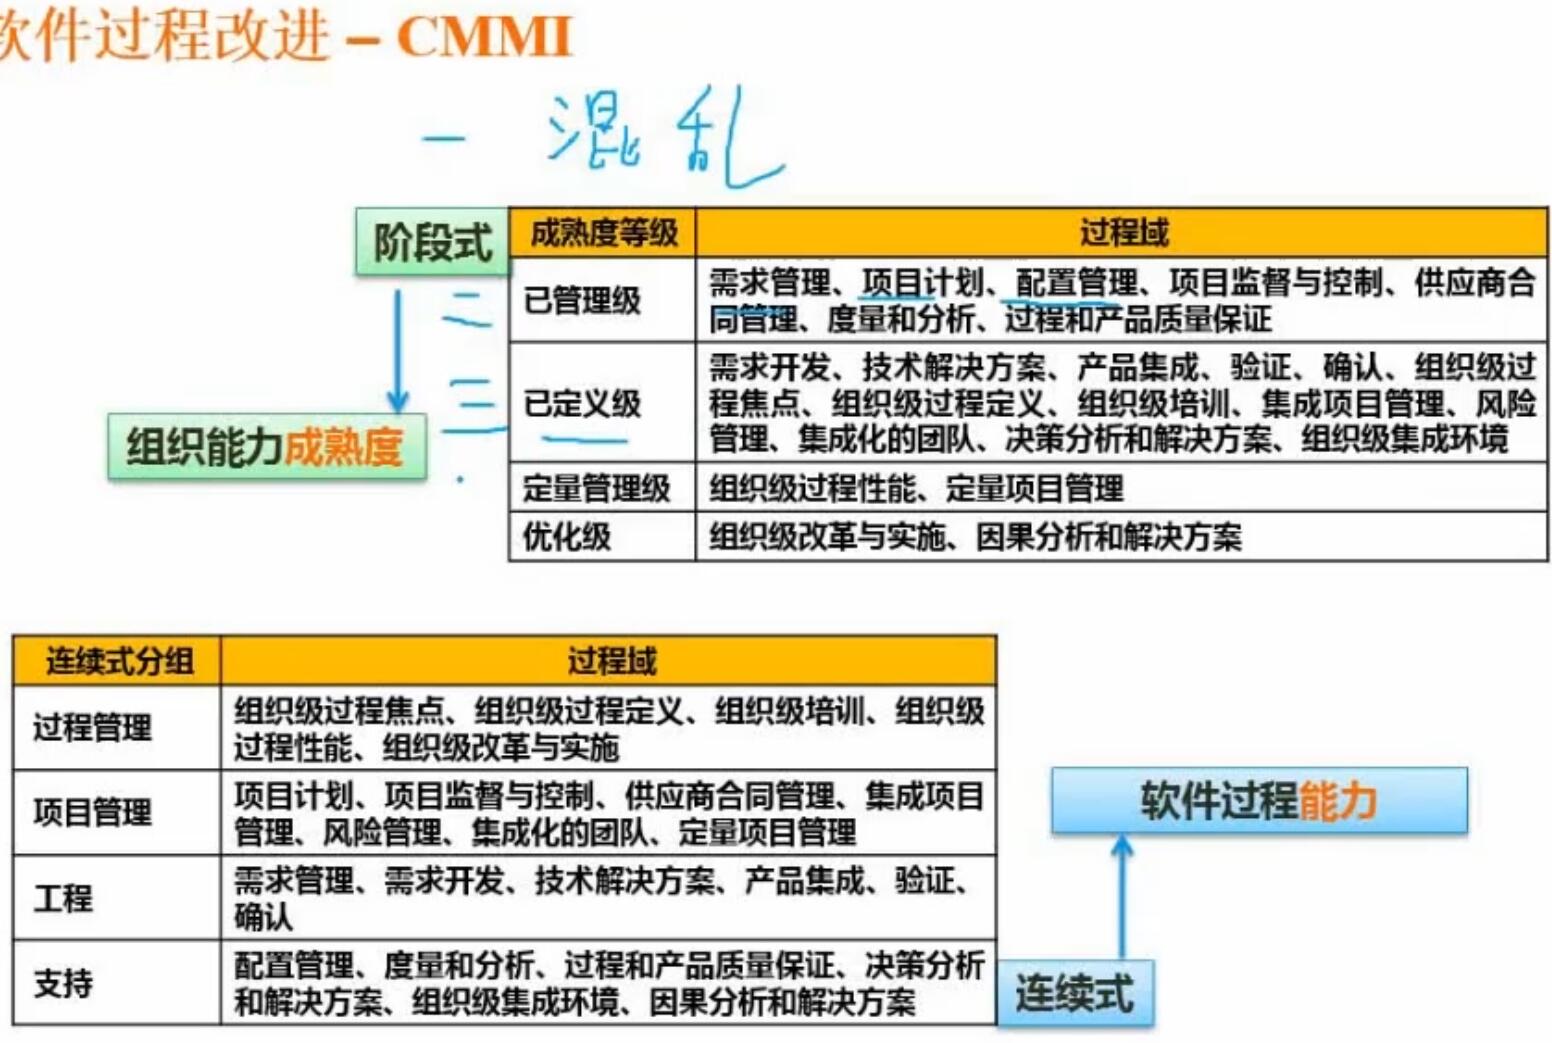 软件过程改进 – CMMI
一 混乱
阶段式
成熟度等级 过程域
二
已管理级
需求管理、项目计划、配置管理、项目监督与控制、供应商合
同管理、度量和分析、过程和产品质量保证
三
已定义级
需求开发、技术解决方案、产品集成、验证、确认、组织级过
程焦点、组织级过程定义、组织级培训、集成项目管理、风险
管理、集成化的团队、决策分析和解决方案、组织级集成环境
组织能力成熟度
定量管理级 组织级过程性能、定量项目管理
优化级 组织级改革与实施、因果分析和解决方案
连续式分组 过程域
过程管理
组织级过程焦点、组织级过程定义、组织级培训、组织级
过程性能、组织级改革与实施
项目管理
项目计划、项目监督与控制、供应商合同管理、集成项目
管理、风险管理、集成化的团队、定量项目管理
软件过程能力
工程
需求管理、需求开发、技术解决方案、产品集成、验证、
确认
支持
配置管理、度量和分析、过程和产品质量保证、决策分析
和解决方案、组织级集成环境、因果分析和解决方案
连续式